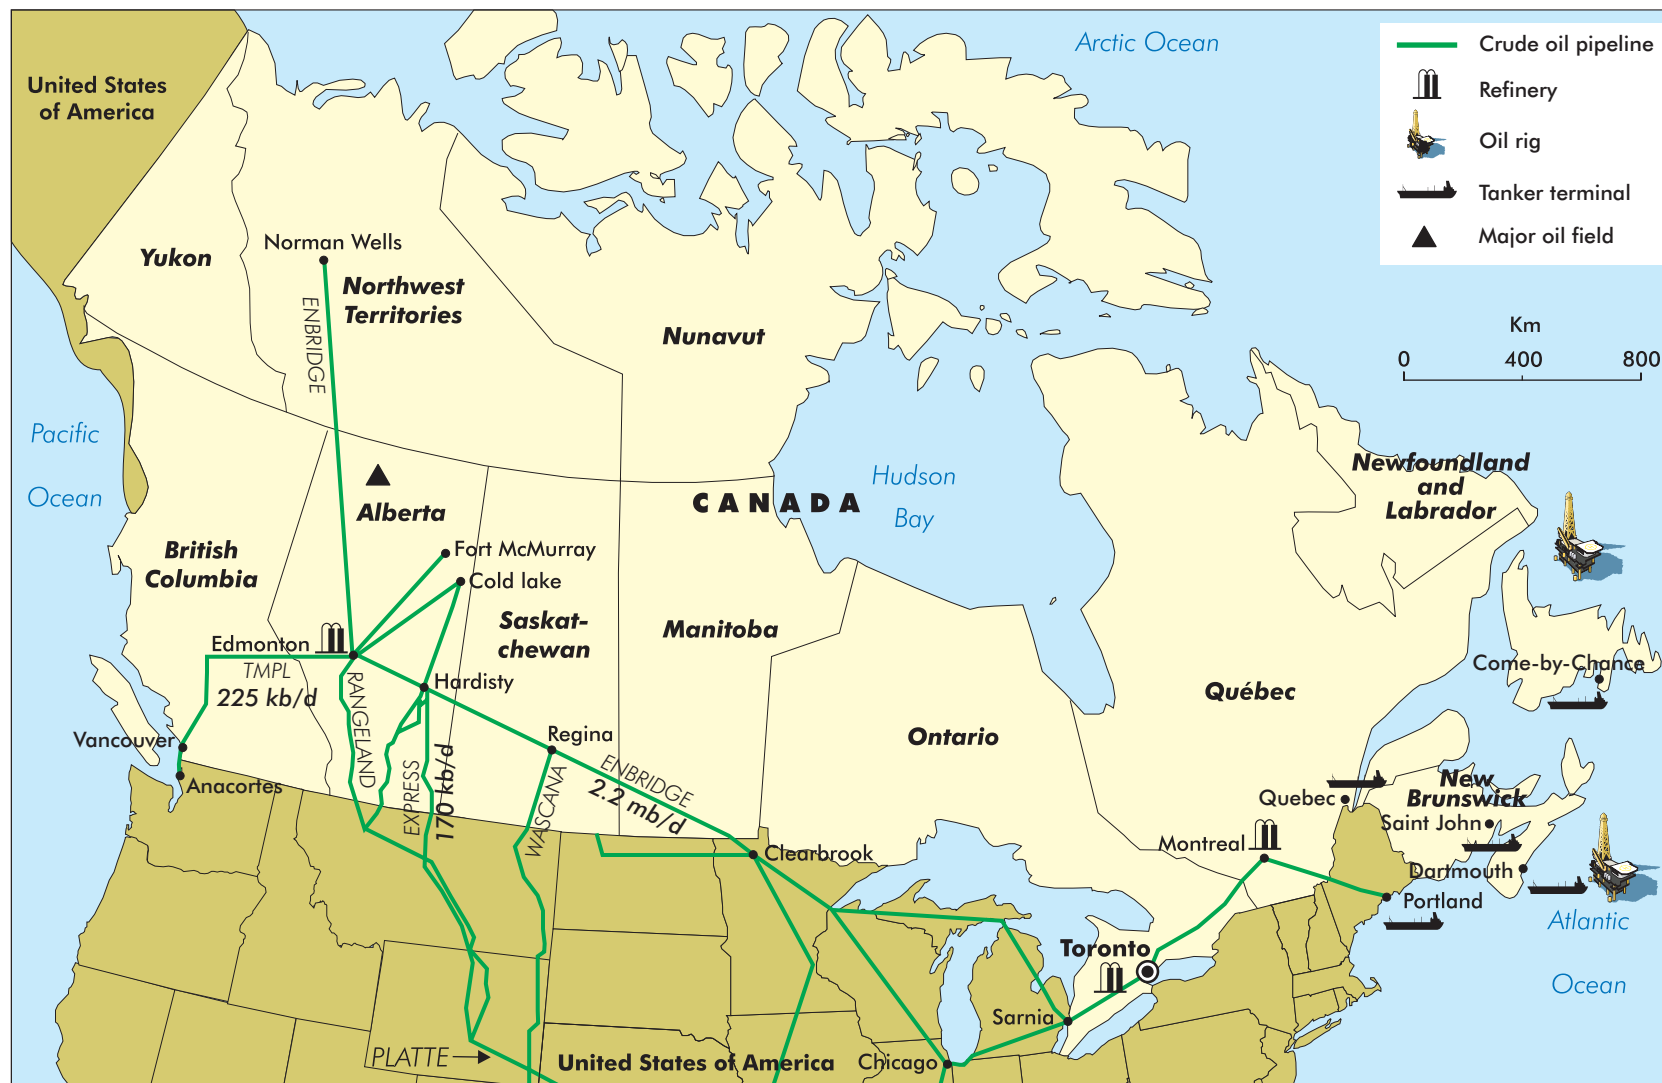 United States
of America
Arctic Ocean
Crude oil pipeline
Refinery
Oil rig
Tanker terminal
Major oil field
Km
0 400 800
Yukon
Norman Wells
Northwest
Territories
ENBRIDGE
Nunavut
Pacific
Ocean
Hudson
Bay
CANADA
Newfoundland
and
Labrador
Alberta
British
Columbia
Fort McMurray
Cold lake
Saskat-
chewan
Manitoba
Edmonton
TMPL
225 kb/d
RANGELAND
Hardisty
Québec
Come-by-Chance
Vancouver
Anacortes
Regina
Ontario
EXPRESS
170 kb/d
WASCANA
ENBRIDGE
2.2 mb/d
Clearbrook
New
Brunswick
Quebec
Saint John
Montreal
Dartmouth
Portland
Atlantic
Ocean
Toronto
Sarnia
PLATTE
United States of America
Chicago